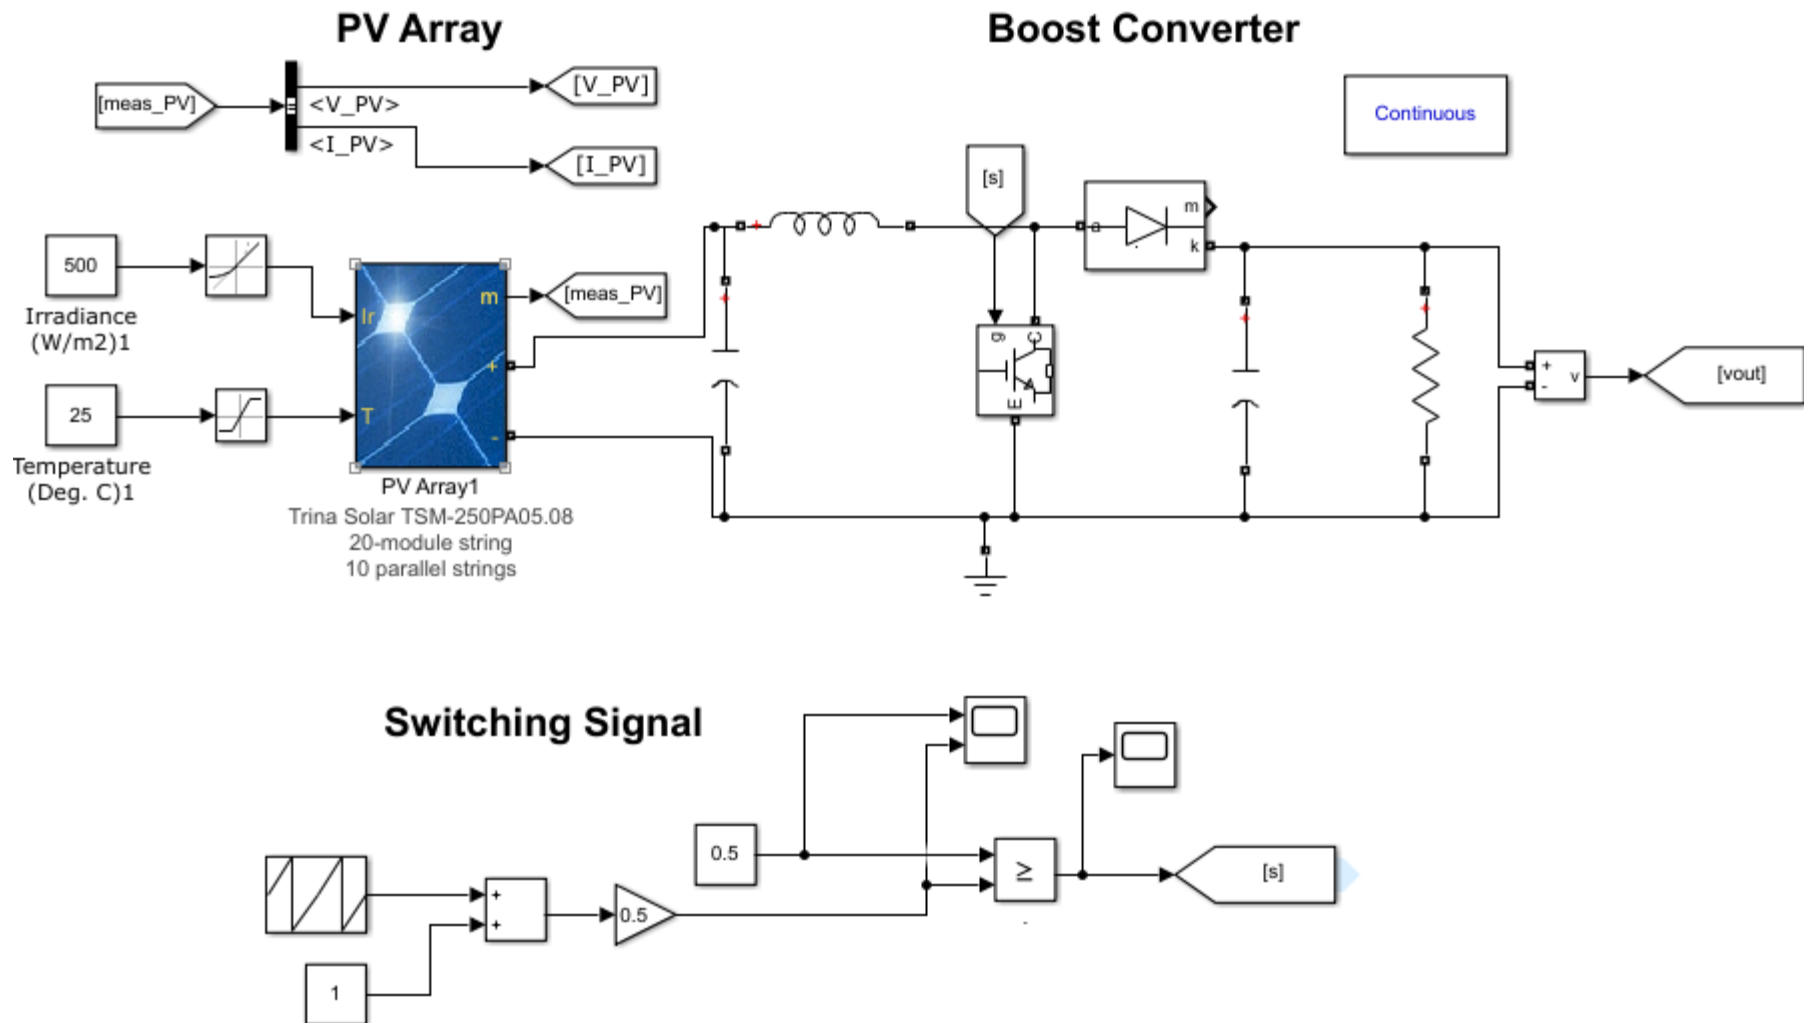 PV Array
Boost Converter
[meas_PV]
<V_PV>
<I_PV>
[V_PV]
[I_PV]
Continuous
[s]
a
m
k
500
Irradiance
(W/m2)1
25
Temperature
(Deg. C)1
Ir
T
m
+
-
[meas_PV]
PV Array1
Trina Solar TSM-250PA05.08
20-module string
10 parallel strings
+
+
g
C
E
+
+
+
-
v
[vout]
Switching Signal
0.5
≥
[s]
+
+
0.5
1